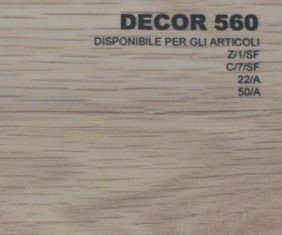 DECOR 560
DISPONIBILE PER GLI ARTICOLI
Z/1/SF
C/7/SF
22/A
50/A